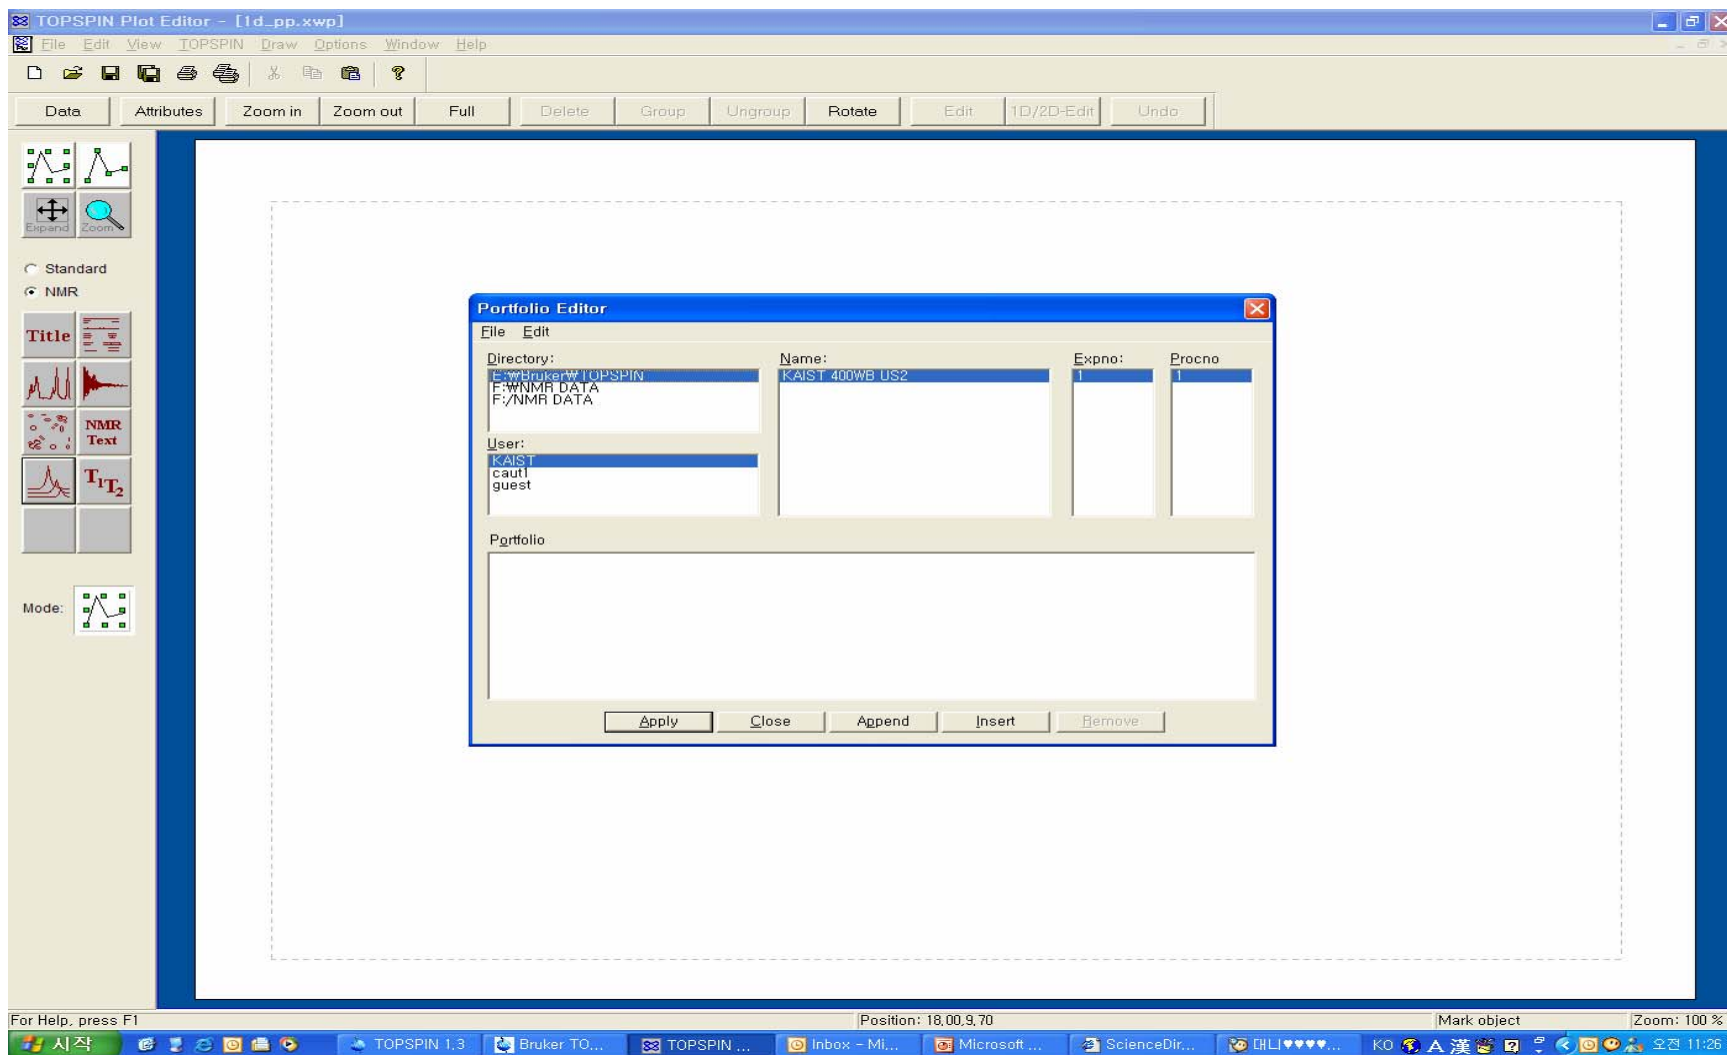 TOPSPIN Plot Editor - [1d_pp.xwp]
File Edit View TOPSPIN Draw Options Window Help
Data Attributes Zoom in Zoom out Full Delete Group Ungroup Rotate Edit 1D/2D-Edit Undo
Expand Zoom
Standard
NMR
Title
NMR Text
T1T2
Mode:
Portfolio Editor
File Edit
Directory: Name: Expno: Procno
E:₩Bruker₩TOPSPIN KAIST 400WB US2 1 1
F:₩NMR DATA
F:/NMR DATA
User:
KAIST
caut1
guest
Portfolio
Apply Close Append Insert Remove
For Help, press F1 Position: 18,00,9,70 Mark object Zoom: 100 %
시작 TOPSPIN 1,3 Bruker TO... TOPSPIN ... Inbox - Mi... Microsoft ... ScienceDir... KO A 漢 오전 11:26